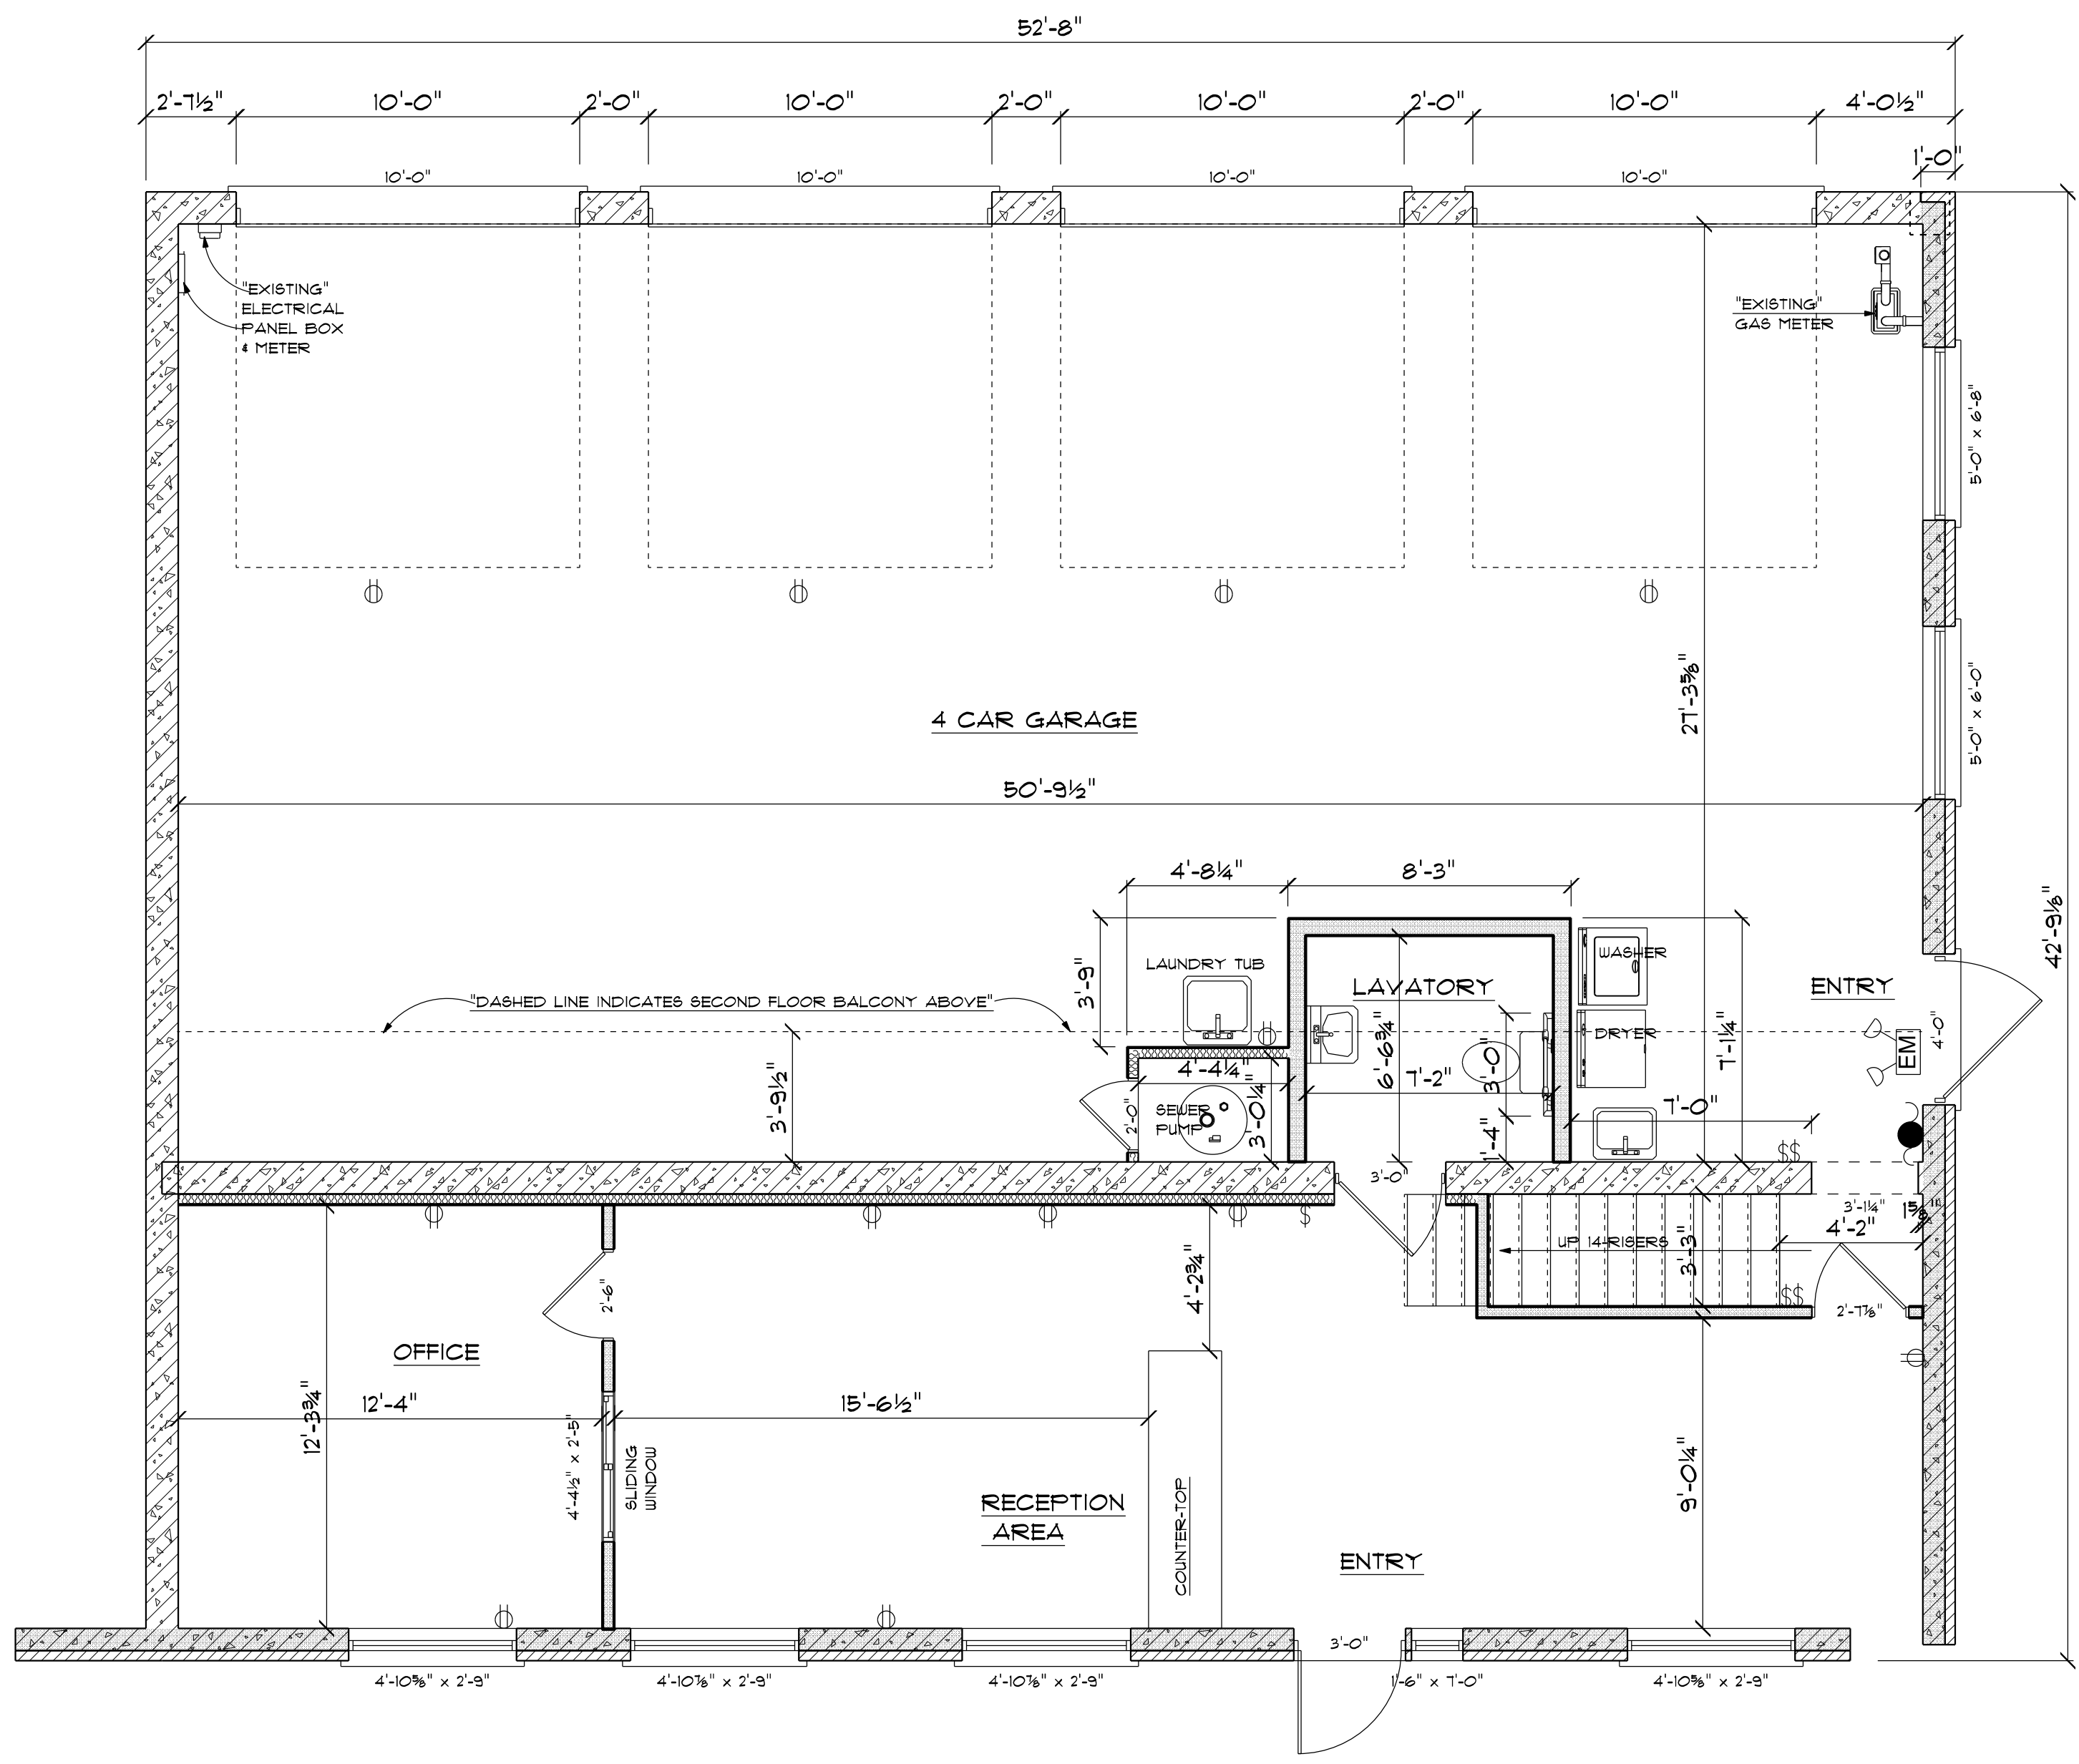 52'-8"
2'-7½" 10'-0" 2'-0" 10'-0" 2'-0" 10'-0" 2'-0" 10'-0" 4'-0½"
1'-0"
10'-0" 10'-0" 10'-0" 10'-0"
"EXISTING"
ELECTRICAL
PANEL BOX
& METER
"EXISTING"
GAS METER
5'-0" x 6'-8"
27'-3⅝"
5'-0" x 6'-0"
4 CAR GARAGE
50'-9½"
42'-9⅛"
4'-8¼" 8'-3"
3'-9"
LAUNDRY TUB
WASHER
LAVATORY
ENTRY
"DASHED LINE INDICATES SECOND FLOOR BALCONY ABOVE"
DRYER
4'-0"
EM
7'-1¼"
6'-6¾"
3'-0"
4'-4¼"
7'-2"
3'-9½"
2'-0"
SEWER
PUMP
3'-0¼"
1'-4"
7'-0"
$$
3'-0"
$
3'-1¼"
1⅝"
4'-2"
UP 14-RISERS
3'-3"
4'-2¾"
$$
2'-7⅞"
2'-6"
OFFICE
12'-3¾"
12'-4"
15'-6½"
4'-4½" x 2'-5"
SLIDING
WINDOW
RECEPTION
AREA
COUNTER-TOP
9'-0¼"
ENTRY
3'-0"
4'-10⅝" x 2'-9" 4'-10⅞" x 2'-9" 4'-10⅞" x 2'-9" 1'-6" x 7'-0" 4'-10⅝" x 2'-9"